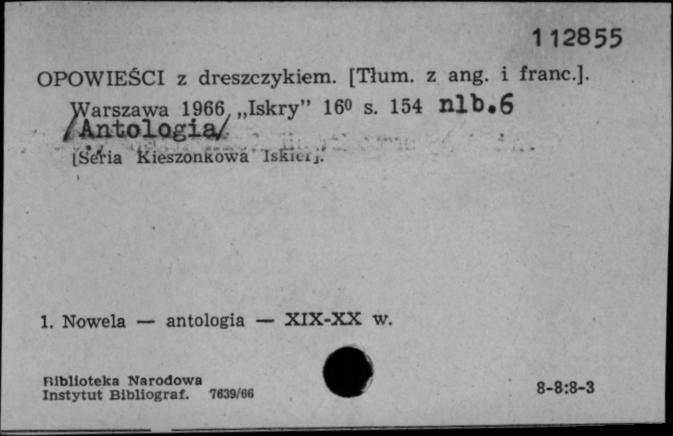 112855
OPOWIEŚCI z dreszczykiem. [Tłum. z ang. i franc.].
Warszawa 1966, „Iskry” 16⁰ s. 154 nlb.6
/Antologia/
[Seria Kieszonkowa Iskier].
1. Nowela — antologia — XIX-XX w.
Biblioteka Narodowa
Instytut Bibliograf. 7639/66
8-8:8-3